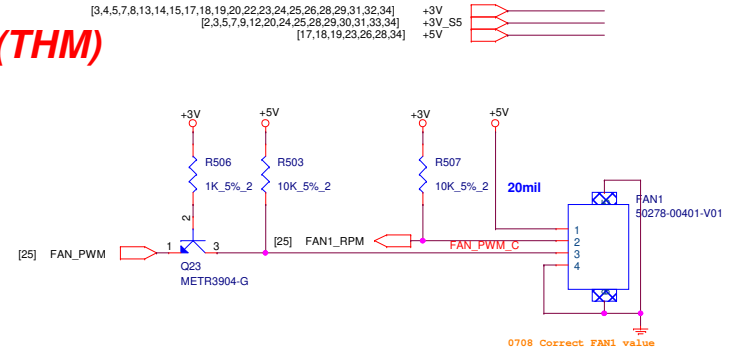 [3,4,5,7,8,13,14,15,17,18,19,20,22,23,24,25,26,28,29,31,32,34] +3V
[2,3,5,7,9,12,20,24,25,28,29,30,31,33,34] +3V_S5
[17,18,19,23,26,28,34] +5V
(THM)
+3V +5V +3V +5V
R506 R503 R507
1K_5%_2 10K_5%_2 10K_5%_2 20mil
FAN1
50278-00401-V01
2
1
2
3
4
[25] FAN_PWM 1 3 [25] FAN1_RPM FAN_PWM_C
Q23
METR3904-G
0708 Correct FAN1 value